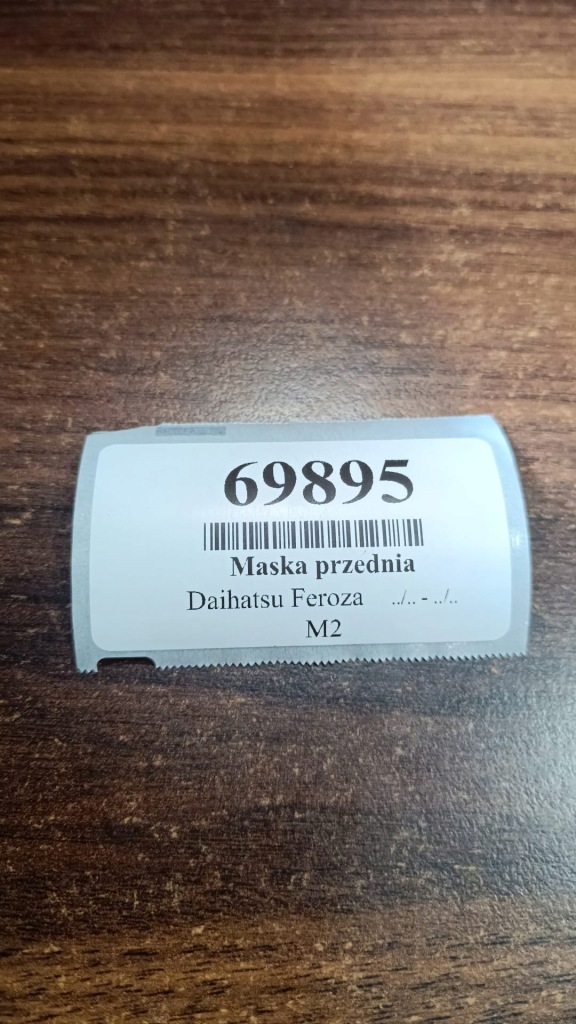 69895
Maska przednia
Daihatsu Feroza ../.. - ../..
M2